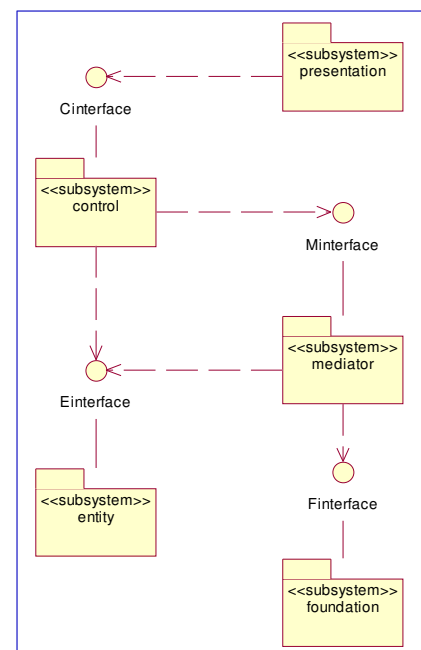 <<subsystem>>
presentation
Cinterface
<<subsystem>>
control
Minterface
<<subsystem>>
mediator
Einterface
<<subsystem>>
entity
Finterface
<<subsystem>>
foundation